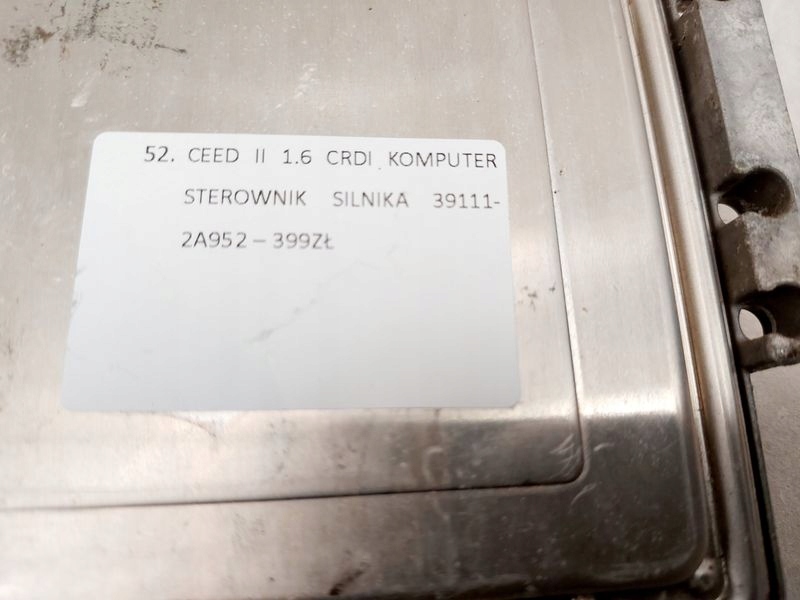 52. CEED II 1.6 CRDI KOMPUTER
STEROWNIK SILNIKA 39111-
2A952 – 399ZŁ